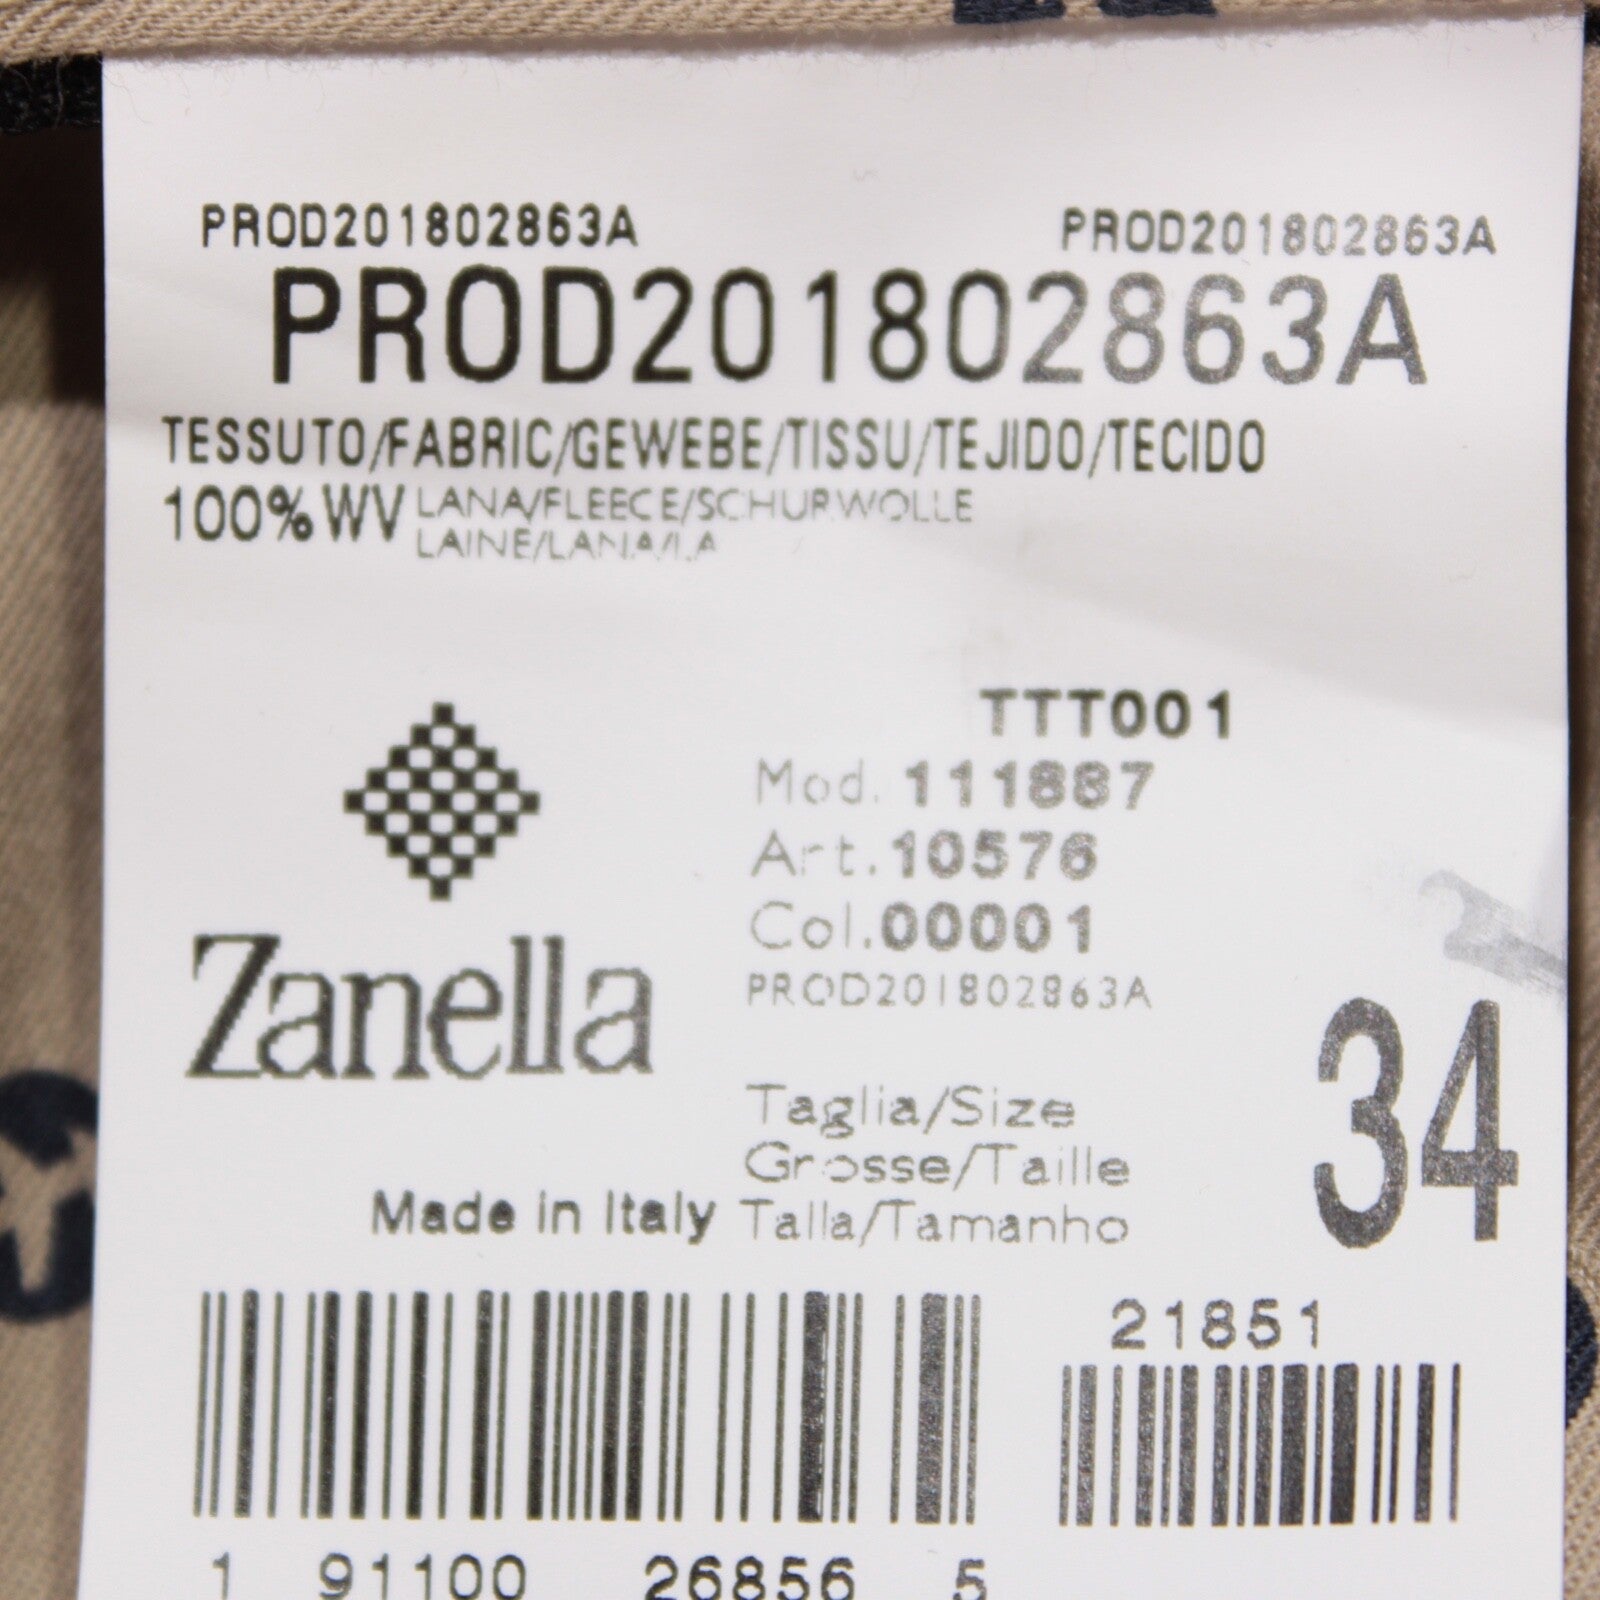 PROD201802863A PROD201802863A
PROD201802863A
TESSUTO/FABRIC/GEWEBE/TISSU/TEJIDO/TECIDO
100% WV LANA/FLEECE/SCHURWOLLE
LAINE/LANA/LA
TTT001
Mod. 111887
Art. 10576
Col. 00001
PROD201802863A
Zanella
Made in Italy
Taglia/Size
Grosse/Taille
Talla/Tamanho
34
21851
1 91100 26856 5